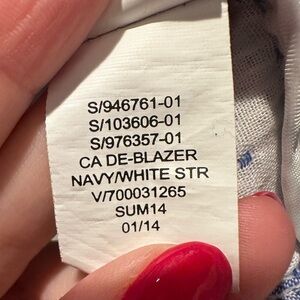 S/946761-01
S/103606-01
S/976357-01
CA DE-BLAZER
NAVY/WHITE STR
V/700031265
SUM14
01/14